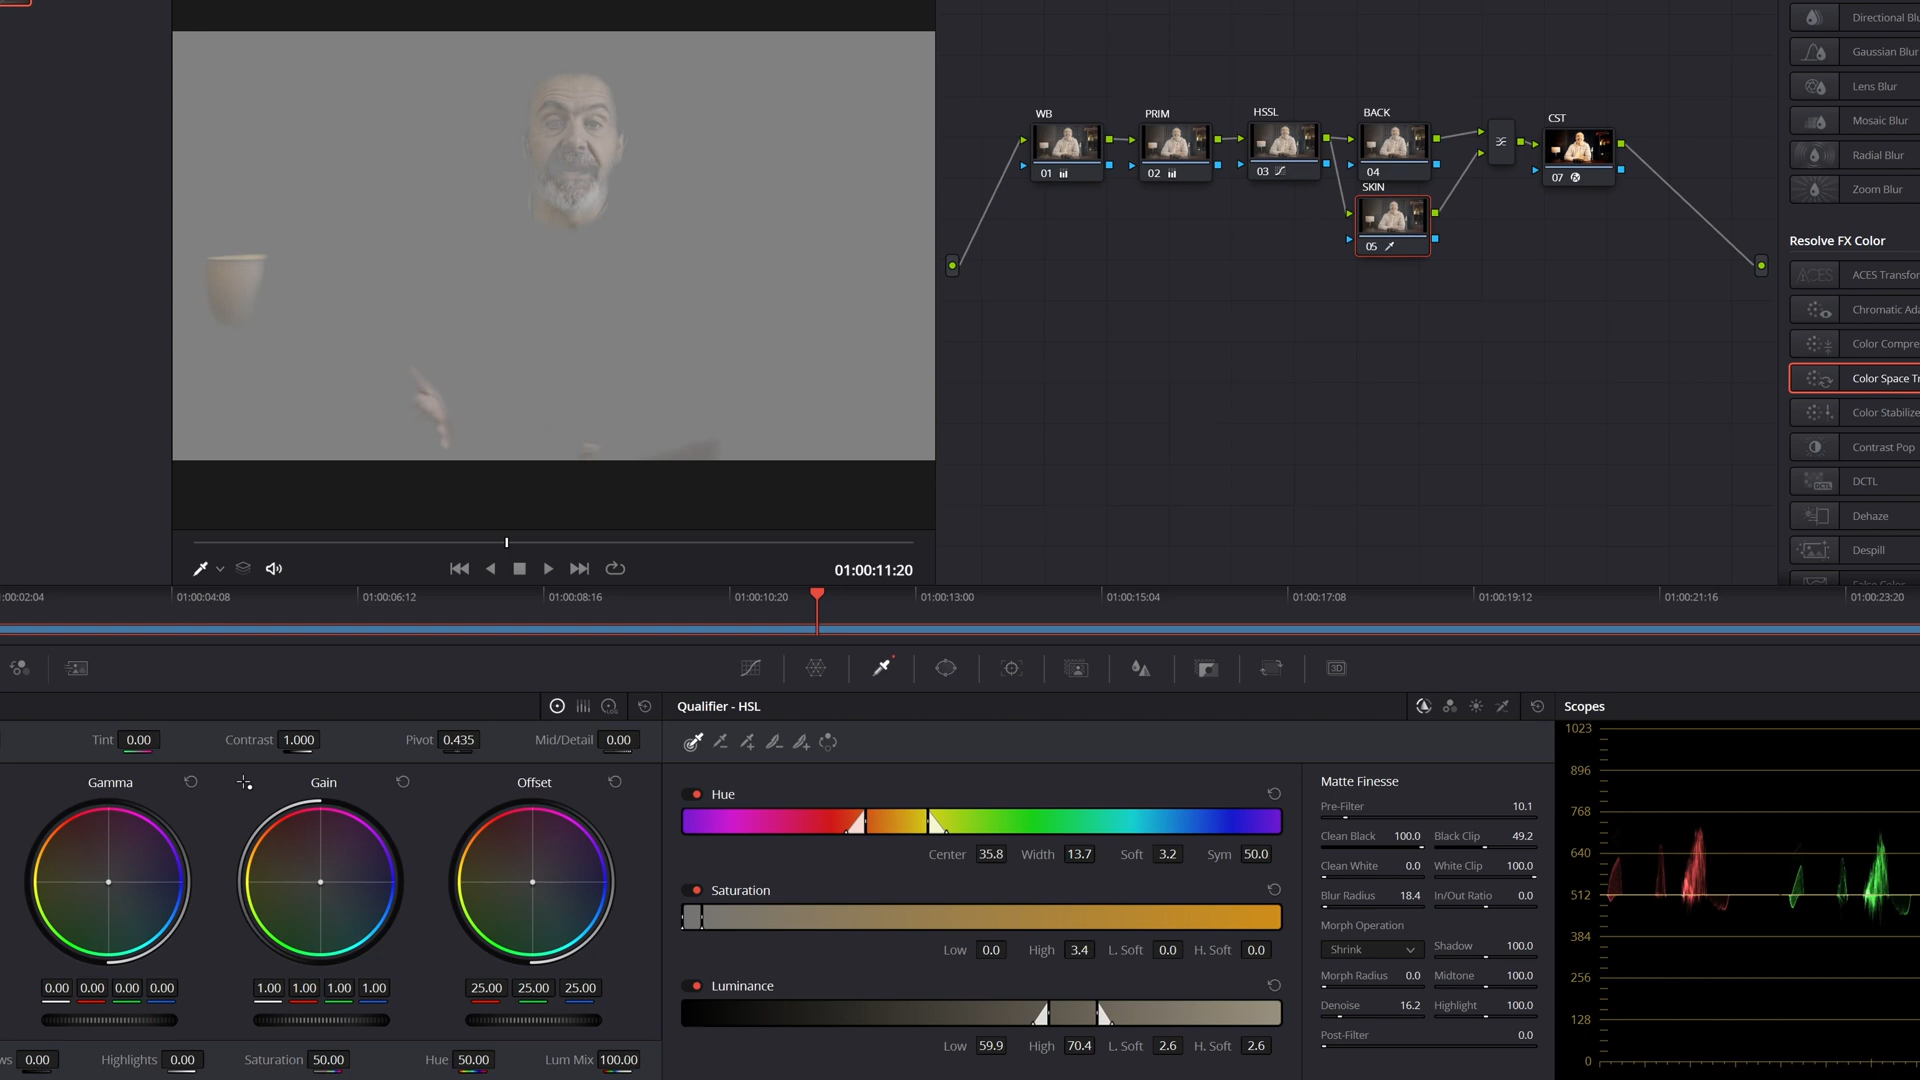 Directional Blu
Gaussian Blur
Lens Blur
Mosaic Blur
Radial Blur
Zoom Blur
Resolve FX Color
ACES Transfor
Chromatic Ada
Color Compre
Color Space Tr
Color Stabilize
Contrast Pop
DCTL
Dehaze
Despill
WB
PRIM
HSSL
BACK
CST
01
02
03
04
07
SKIN
05
01:00:11:20
:00:02:04
01:00:04:08
01:00:06:12
01:00:08:16
01:00:10:20
01:00:13:00
01:00:15:04
01:00:17:08
01:00:19:12
01:00:21:16
01:00:23:20
3D
Tint 0.00
Contrast 1.000
Pivot 0.435
Mid/Detail 0.00
Gamma
Gain
Offset
0.00 0.00 0.00 0.00
1.00 1.00 1.00 1.00
25.00 25.00 25.00
ws 0.00
Highlights 0.00
Saturation 50.00
Hue 50.00
Lum Mix 100.00
Qualifier - HSL
Hue
Center 35.8 Width 13.7 Soft 3.2 Sym 50.0
Saturation
Low 0.0 High 3.4 L. Soft 0.0 H. Soft 0.0
Luminance
Low 59.9 High 70.4 L. Soft 2.6 H. Soft 2.6
Matte Finesse
Pre-Filter 10.1
Clean Black 100.0 Black Clip 49.2
Clean White 0.0 White Clip 100.0
Blur Radius 18.4 In/Out Ratio 0.0
Morph Operation
Shrink Shadow 100.0
Morph Radius 0.0 Midtone 100.0
Denoise 16.2 Highlight 100.0
Post-Filter 0.0
Scopes
1023
896
768
640
512
384
256
128
0